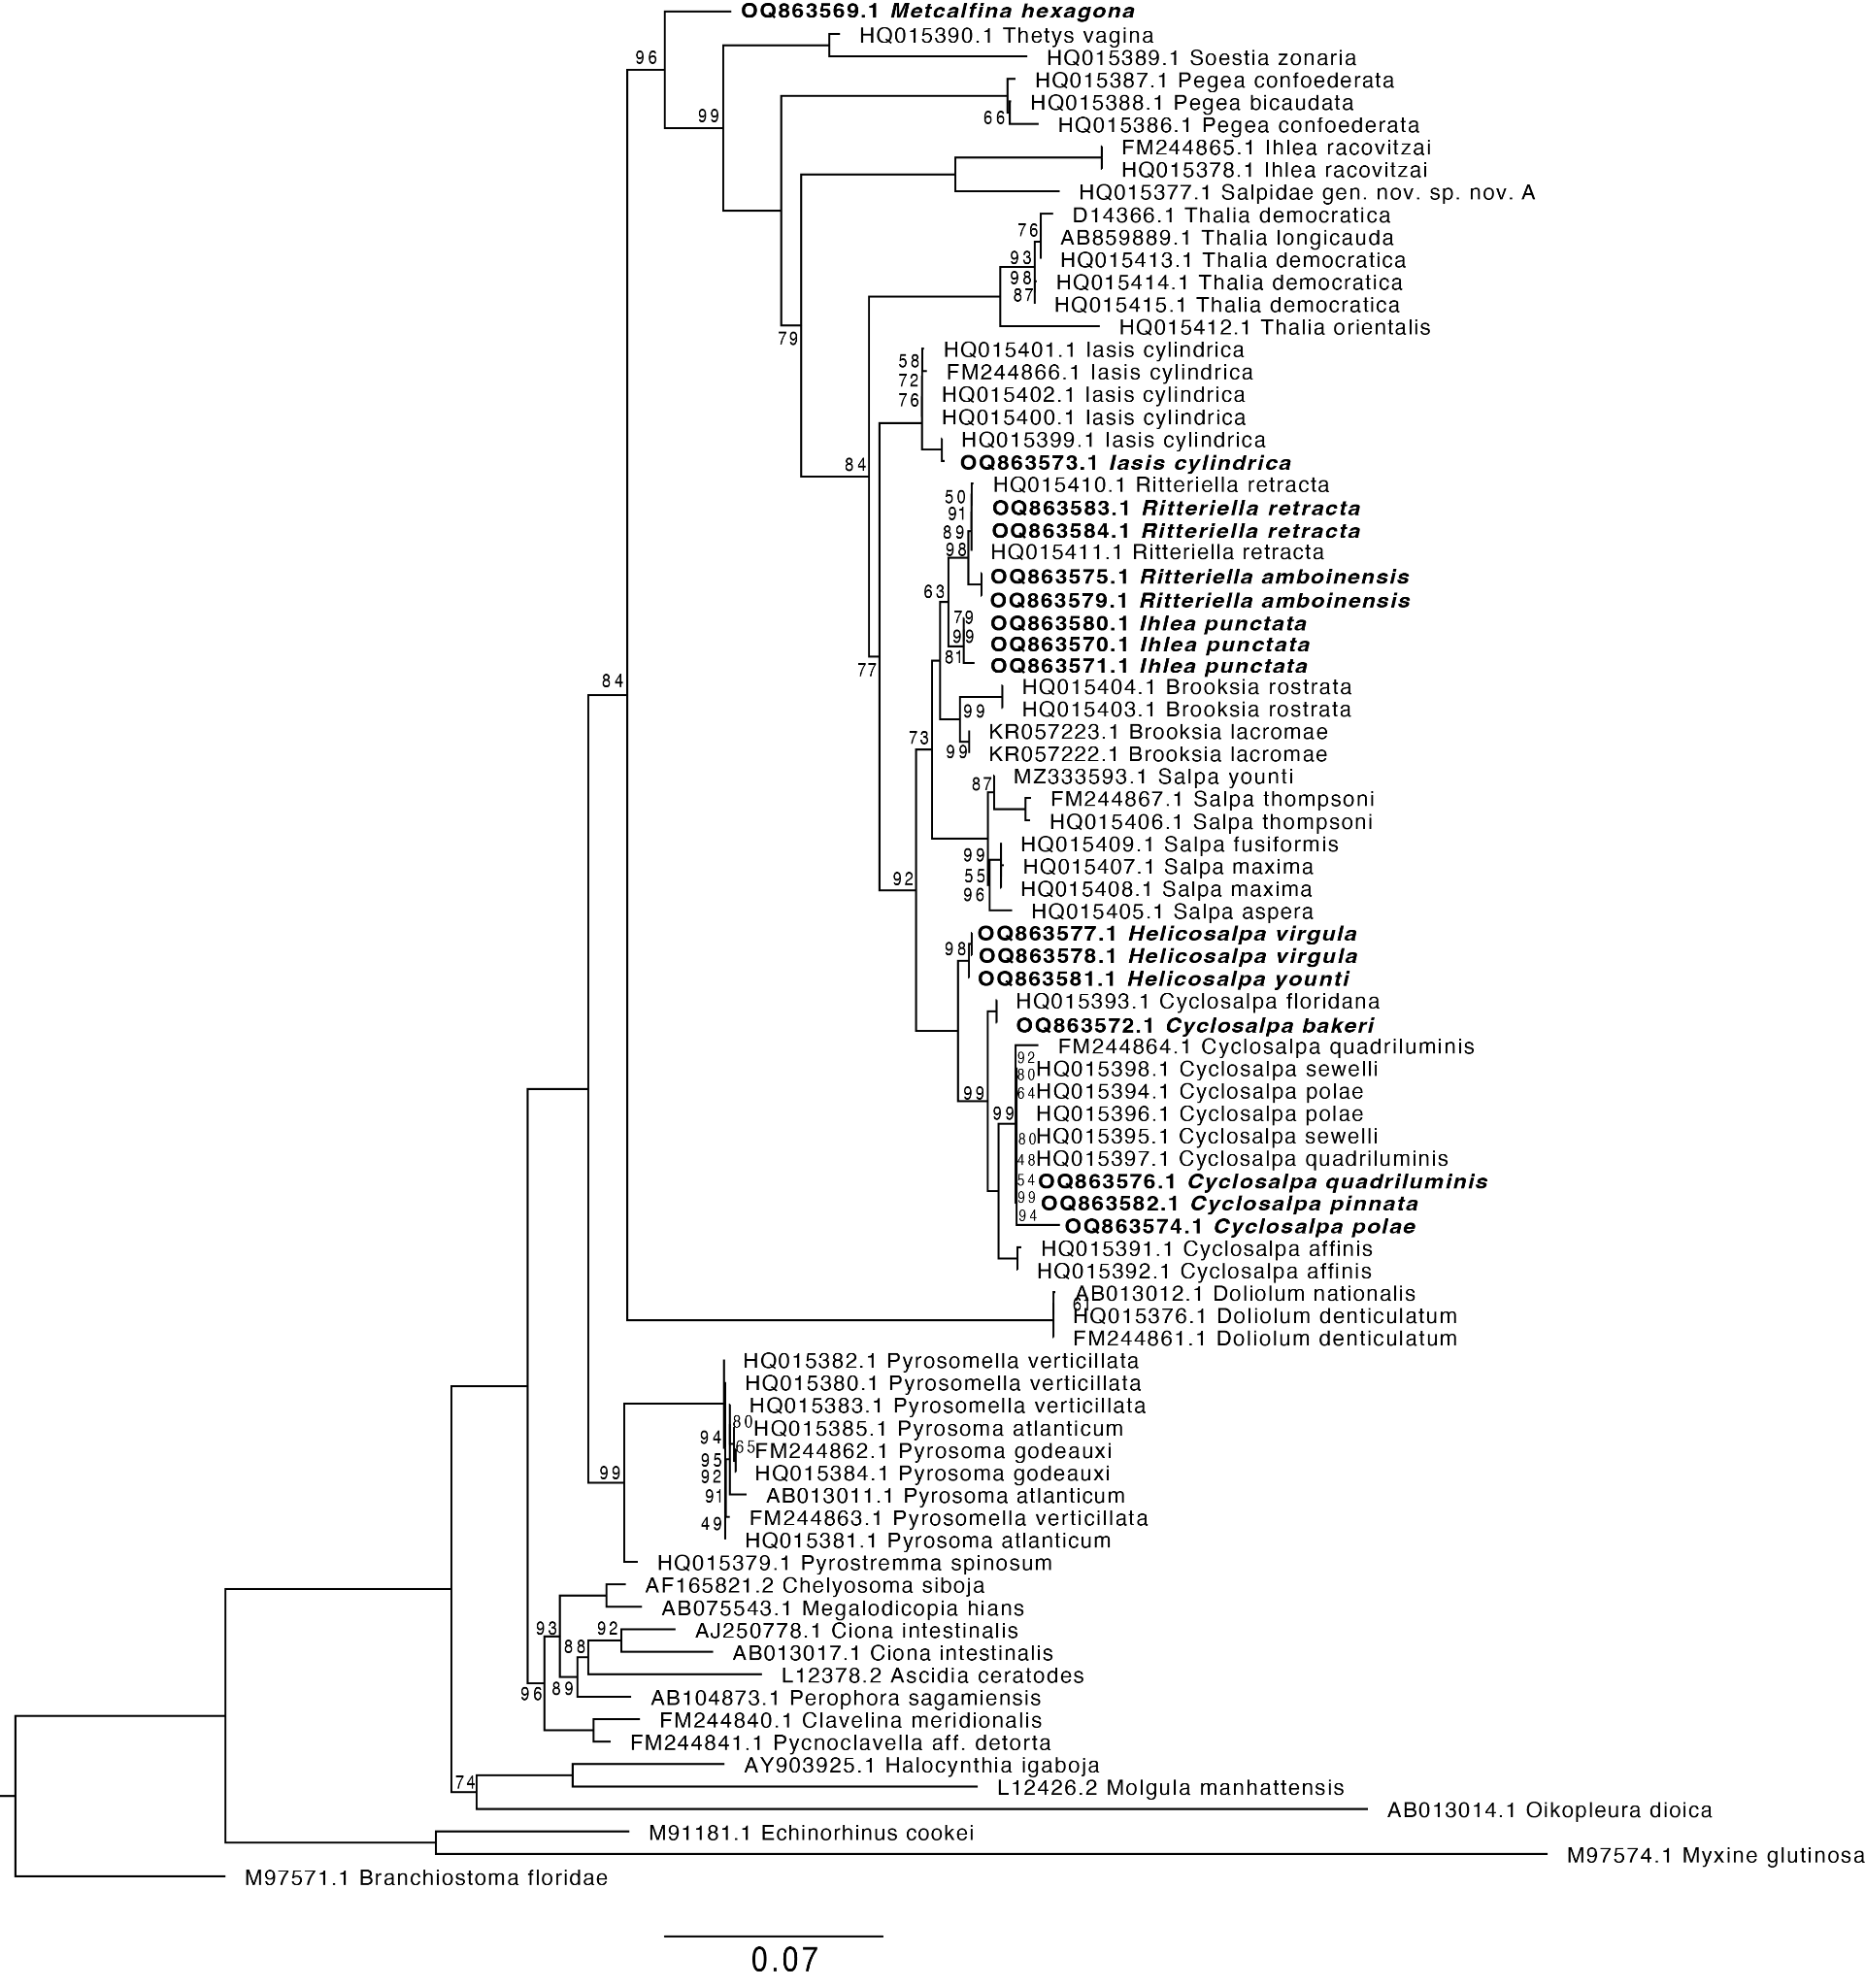 OQ863569.1 Metcalfina hexagona
HQ015390.1 Thetys vagina
96
HQ015389.1 Soestia zonaria
HQ015387.1 Pegea confoederata
HQ015388.1 Pegea bicaudata
99
66
HQ015386.1 Pegea confoederata
FM244865.1 Ihlea racovitzai
HQ015378.1 Ihlea racovitzai
HQ015377.1 Salpidae gen. nov. sp. nov. A
D14366.1 Thalia democratica
76
AB859889.1 Thalia longicauda
93
HQ015413.1 Thalia democratica
98
HQ015414.1 Thalia democratica
87
HQ015415.1 Thalia democratica
HQ015412.1 Thalia orientalis
79
HQ015401.1 Iasis cylindrica
58
FM244866.1 Iasis cylindrica
72
HQ015402.1 Iasis cylindrica
76
HQ015400.1 Iasis cylindrica
HQ015399.1 Iasis cylindrica
84
OQ863573.1 Iasis cylindrica
HQ015410.1 Ritteriella retracta
50
OQ863583.1 Ritteriella retracta
91
OQ863584.1 Ritteriella retracta
89
98
HQ015411.1 Ritteriella retracta
OQ863575.1 Ritteriella amboinensis
63
OQ863579.1 Ritteriella amboinensis
79
OQ863580.1 Ihlea punctata
99
OQ863570.1 Ihlea punctata
81
OQ863571.1 Ihlea punctata
77
84
HQ015404.1 Brooksia rostrata
99
HQ015403.1 Brooksia rostrata
73
KR057223.1 Brooksia lacromae
99
KR057222.1 Brooksia lacromae
MZ333593.1 Salpa younti
87
FM244867.1 Salpa thompsoni
HQ015406.1 Salpa thompsoni
HQ015409.1 Salpa fusiformis
99
HQ015407.1 Salpa maxima
55
92
HQ015408.1 Salpa maxima
96
HQ015405.1 Salpa aspera
OQ863577.1 Helicosalpa virgula
98
OQ863578.1 Helicosalpa virgula
OQ863581.1 Helicosalpa younti
HQ015393.1 Cyclosalpa floridana
OQ863572.1 Cyclosalpa bakeri
FM244864.1 Cyclosalpa quadriluminis
92
HQ015398.1 Cyclosalpa sewelli
80
99
64
HQ015394.1 Cyclosalpa polae
99
HQ015396.1 Cyclosalpa polae
80
HQ015395.1 Cyclosalpa sewelli
48
HQ015397.1 Cyclosalpa quadriluminis
54
OQ863576.1 Cyclosalpa quadriluminis
99
OQ863582.1 Cyclosalpa pinnata
94
OQ863574.1 Cyclosalpa polae
HQ015391.1 Cyclosalpa affinis
HQ015392.1 Cyclosalpa affinis
AB013012.1 Doliolum nationalis
61
HQ015376.1 Doliolum denticulatum
FM244861.1 Doliolum denticulatum
HQ015382.1 Pyrosomella verticillata
HQ015380.1 Pyrosomella verticillata
HQ015383.1 Pyrosomella verticillata
80
HQ015385.1 Pyrosoma atlanticum
94
65
FM244862.1 Pyrosoma godeauxi
95
99
92
HQ015384.1 Pyrosoma godeauxi
91
AB013011.1 Pyrosoma atlanticum
49
FM244863.1 Pyrosomella verticillata
HQ015381.1 Pyrosoma atlanticum
HQ015379.1 Pyrostremma spinosum
AF165821.2 Chelyosoma siboja
AB075543.1 Megalodicopia hians
93
92
AJ250778.1 Ciona intestinalis
88
AB013017.1 Ciona intestinalis
L12378.2 Ascidia ceratodes
96
89
AB104873.1 Perophora sagamiensis
FM244840.1 Clavelina meridionalis
FM244841.1 Pycnoclavella aff. detorta
AY903925.1 Halocynthia igaboja
74
L12426.2 Molgula manhattensis
AB013014.1 Oikopleura dioica
M91181.1 Echinorhinus cookei
M97574.1 Myxine glutinosa
M97571.1 Branchiostoma floridae
0.07